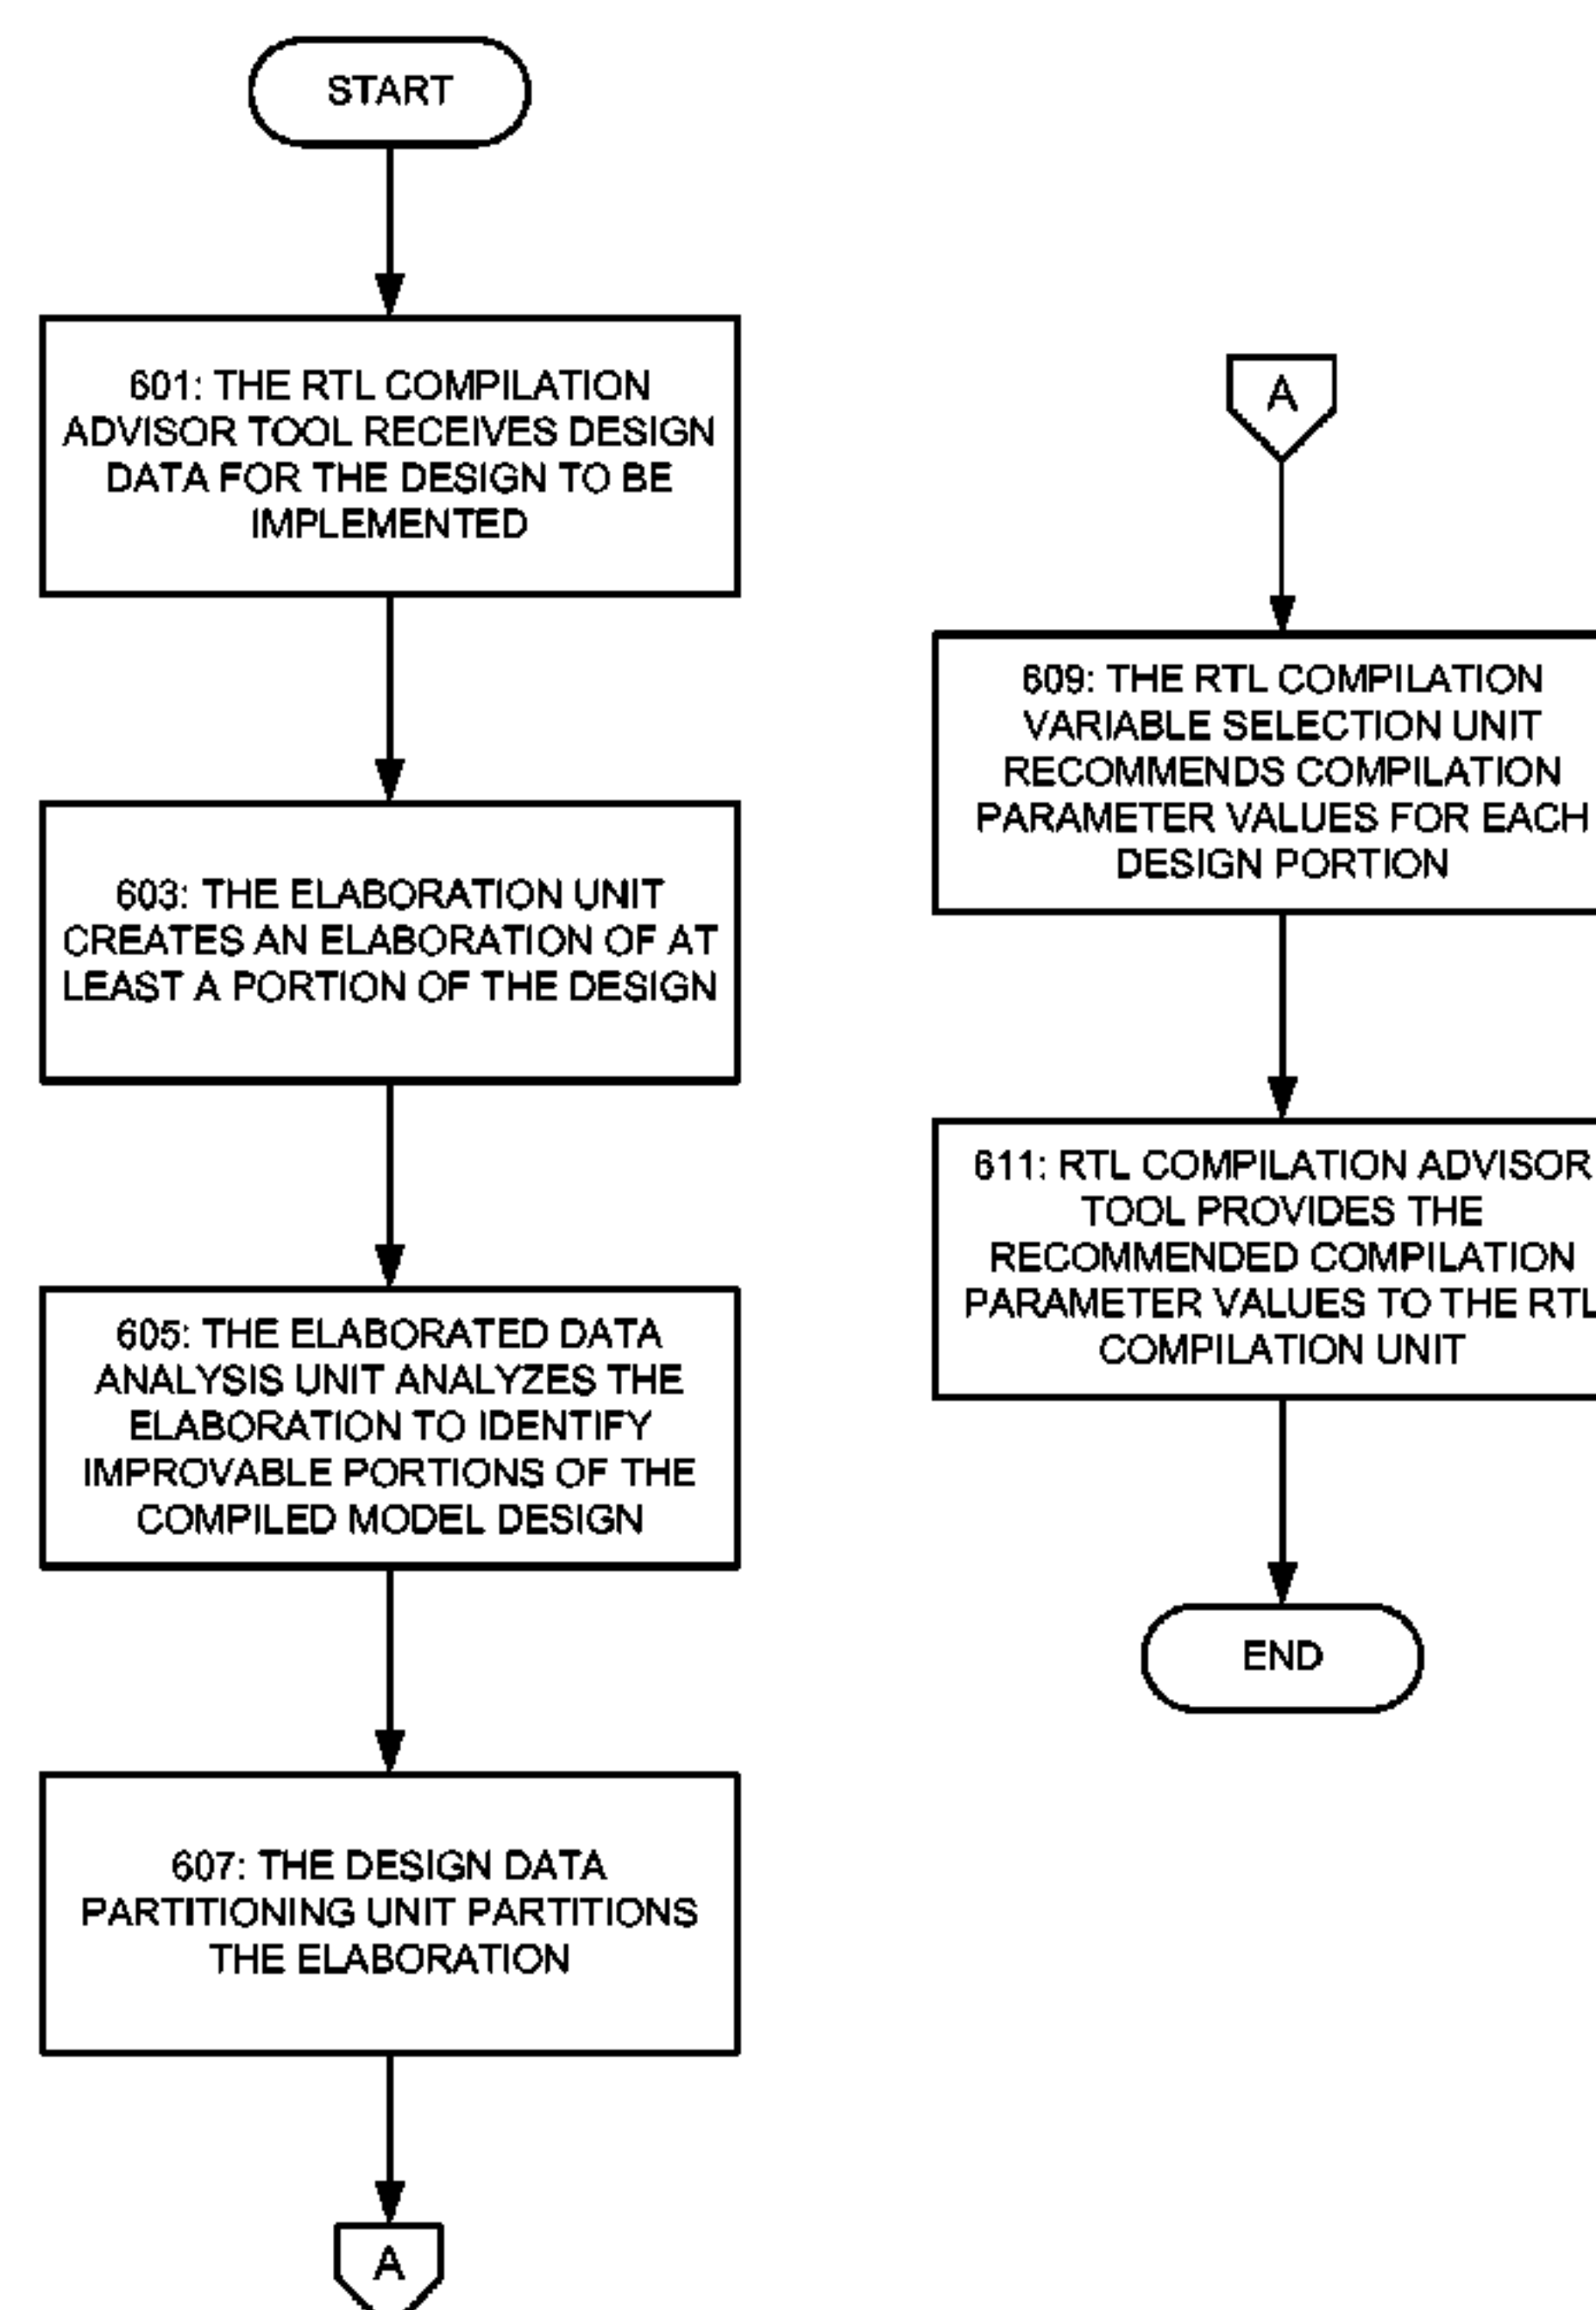 START
601: THE RTL COMPILATION
ADVISOR TOOL RECEIVES DESIGN
DATA FOR THE DESIGN TO BE
IMPLEMENTED
603: THE ELABORATION UNIT
CREATES AN ELABORATION OF AT
LEAST A PORTION OF THE DESIGN
605: THE ELABORATED DATA
ANALYSIS UNIT ANALYZES THE
ELABORATION TO IDENTIFY
IMPROVABLE PORTIONS OF THE
COMPILED MODEL DESIGN
607: THE DESIGN DATA
PARTITIONING UNIT PARTITIONS
THE ELABORATION
A
A
609: THE RTL COMPILATION
VARIABLE SELECTION UNIT
RECOMMENDS COMPILATION
PARAMETER VALUES FOR EACH
DESIGN PORTION
611: RTL COMPILATION ADVISOR
TOOL PROVIDES THE
RECOMMENDED COMPILATION
PARAMETER VALUES TO THE RTL
COMPILATION UNIT
END